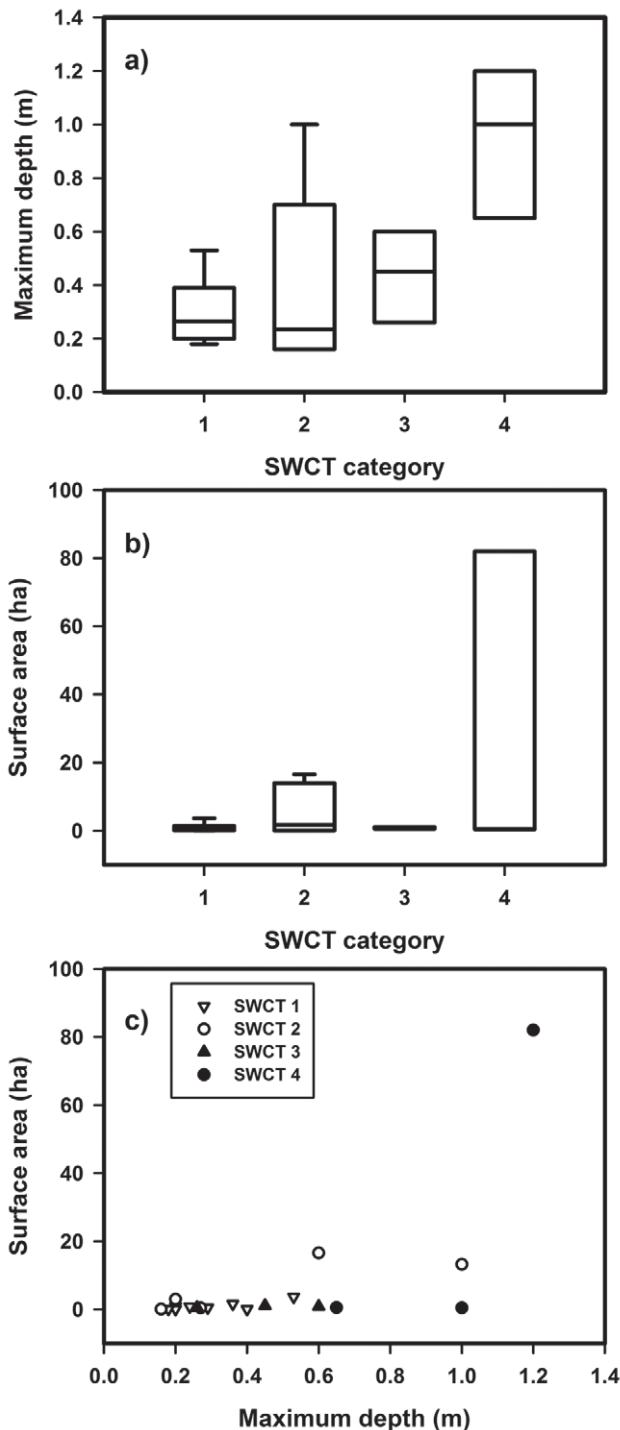 1.4
a)
1.2
1.0
0.8
0.6
0.4
0.2
0.0
Maximum depth (m)
1 2 3 4
SWCT category
100
b)
80
60
40
20
0
Surface area (ha)
1 2 3 4
SWCT category
100
c)
SWCT 1
SWCT 2
SWCT 3
SWCT 4
80
60
40
20
0
Surface area (ha)
0.0 0.2 0.4 0.6 0.8 1.0 1.2 1.4
Maximum depth (m)